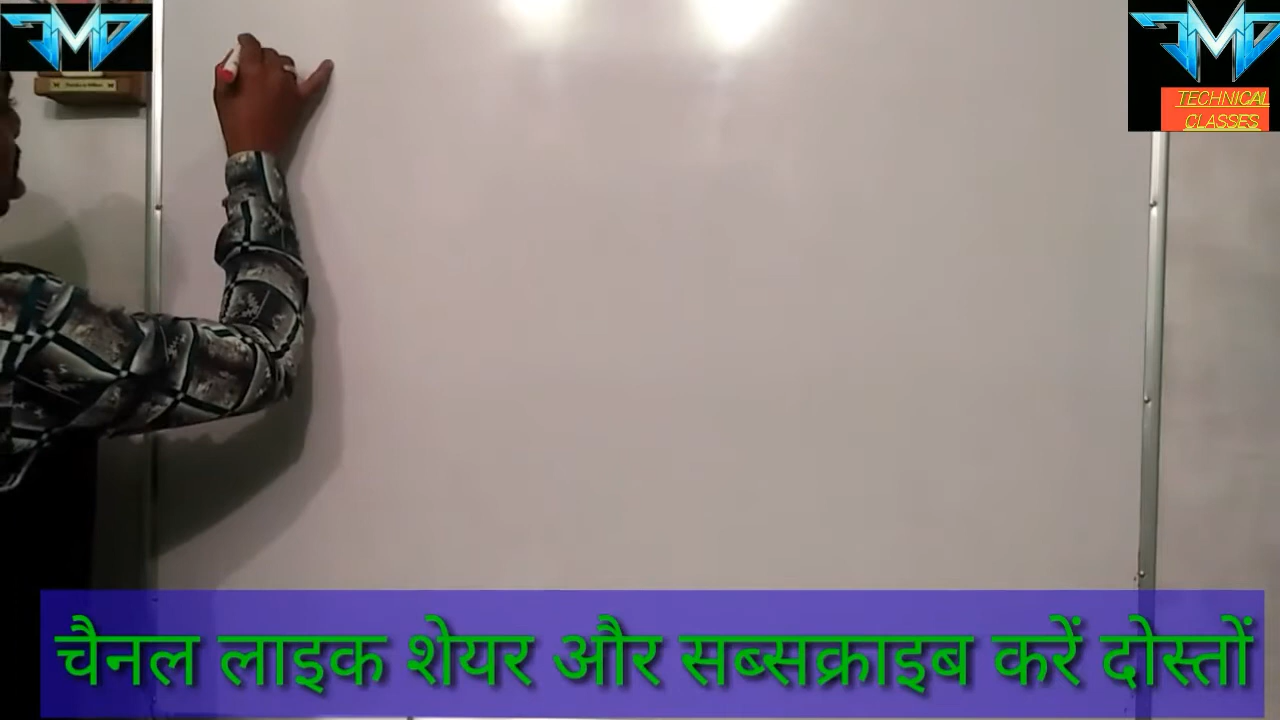 TECHNICAL
CLASSES
चैनल लाइक शेयर और सब्सक्राइब करें दोस्तों